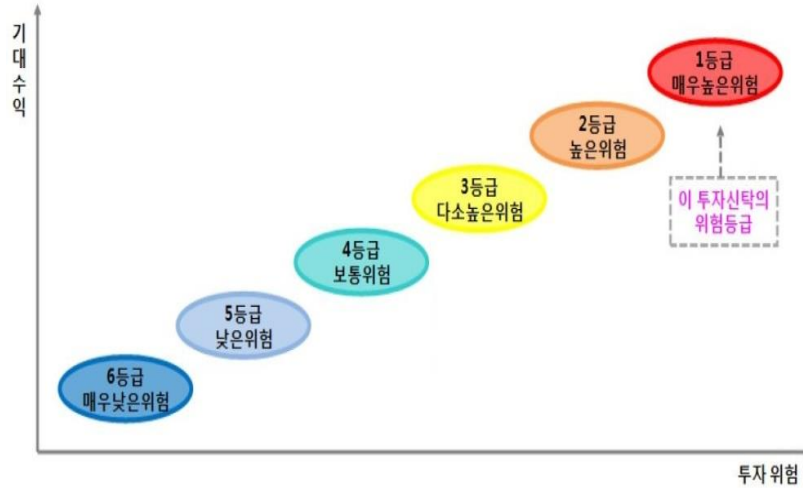 기대수익
1등급
매우높은위험
2등급
높은위험
이 투자신탁의
위험등급
3등급
다소높은위험
4등급
보통위험
5등급
낮은위험
6등급
매우낮은위험
투자 위험